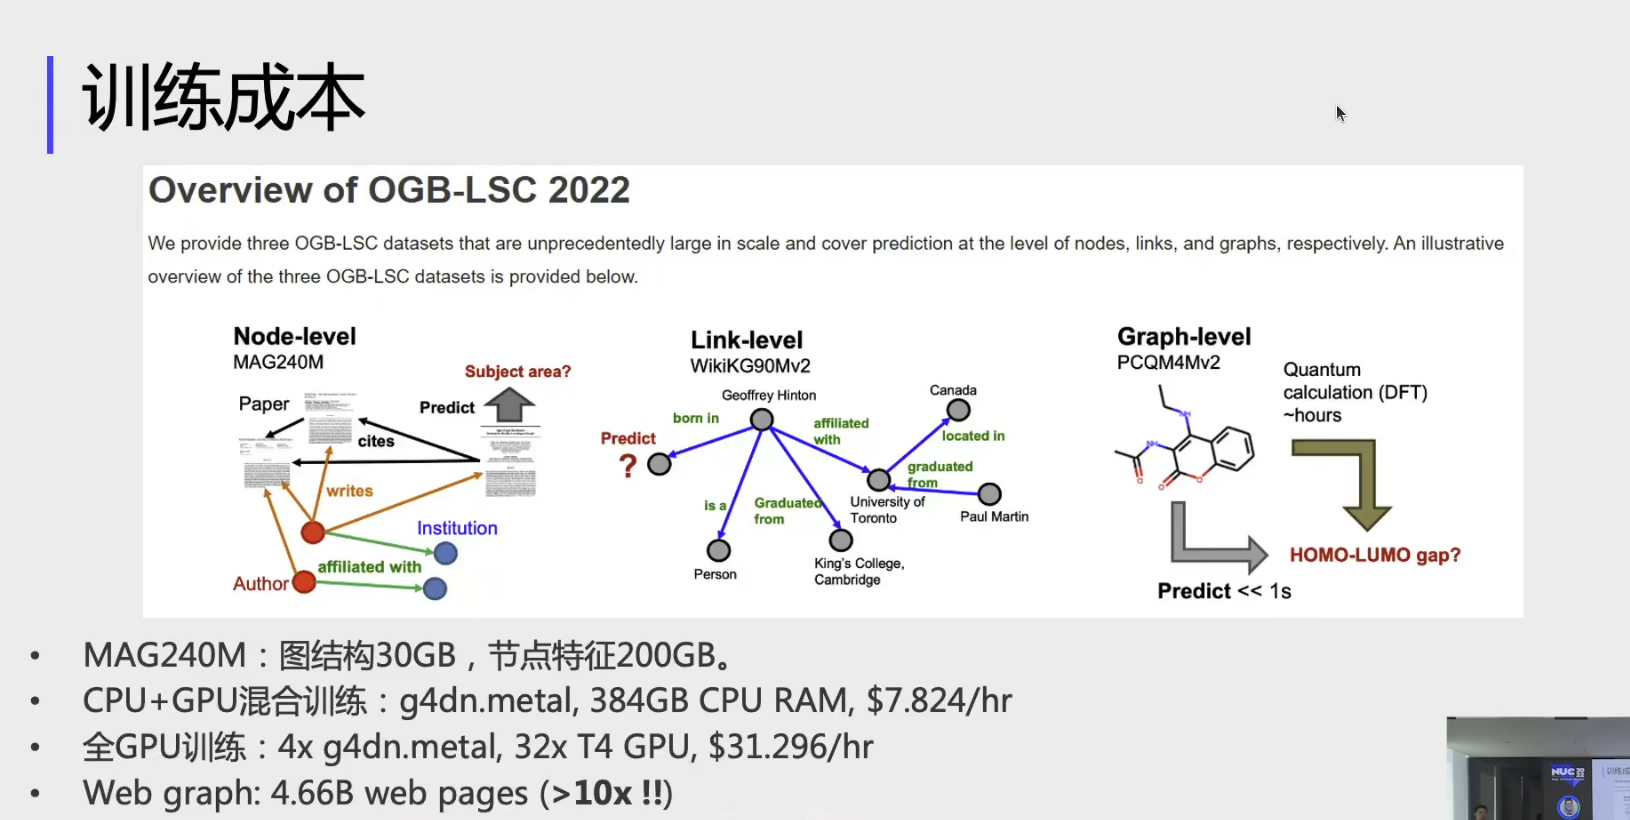 训练成本
Overview of OGB-LSC 2022
We provide three OGB-LSC datasets that are unprecedentedly large in scale and cover prediction at the level of nodes, links, and graphs, respectively. An illustrative
overview of the three OGB-LSC datasets is provided below.
Node-level
MAG240M
Subject area?
Paper
Predict
cites
writes
Institution
affiliated with
Author
Link-level
WikiKG90Mv2
Geoffrey Hinton
Canada
born in
affiliated
with
located in
Predict
?
graduated
from
is a
Graduated
from
University of
Toronto
Paul Martin
Person
King's College,
Cambridge
Graph-level
PCQM4Mv2
Quantum
calculation (DFT)
~hours
HOMO-LUMO gap?
Predict << 1s
• MAG240M：图结构30GB，节点特征200GB。
• CPU+GPU混合训练：g4dn.metal, 384GB CPU RAM, $7.824/hr
• 全GPU训练：4x g4dn.metal, 32x T4 GPU, $31.296/hr
• Web graph: 4.66B web pages (>10x !!)
NUC